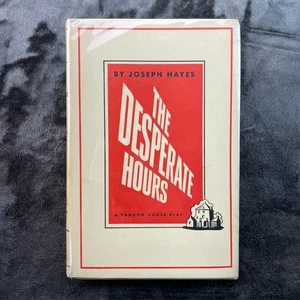 BY JOSEPH HAYES
THE
DESPERATE
HOURS
A RANDOM HOUSE PLAY